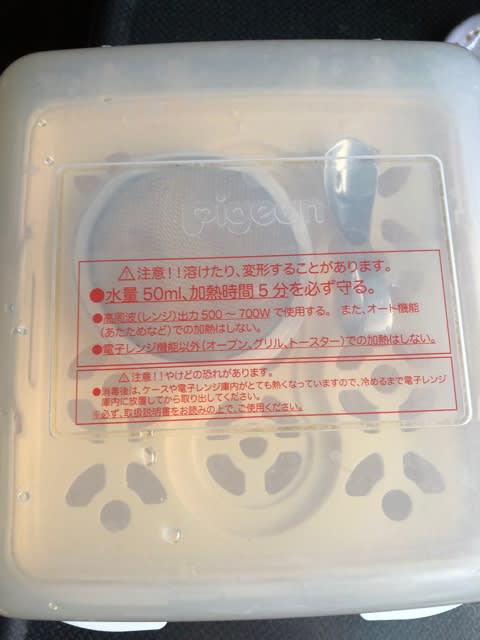 pigeon
⚠注意！！溶けたり、変形することがあります。
●水量 50ml、加熱時間 5 分を必ず守る。
●高周波（レンジ）出力 500 ～ 700W で使用する。 また、オート機能
（あたためなど）での加熱はしない。
●電子レンジ機能以外（オーブン、グリル、トースター）での加熱はしない。
⚠注意！！やけどの恐れがあります。
●消毒後は、ケースや電子レンジ庫内がとても熱くなっていますので、冷めるまで電子レンジ
庫内に放置してから取り出してください。
※必ず、取扱説明書をお読みの上で、ご使用ください。